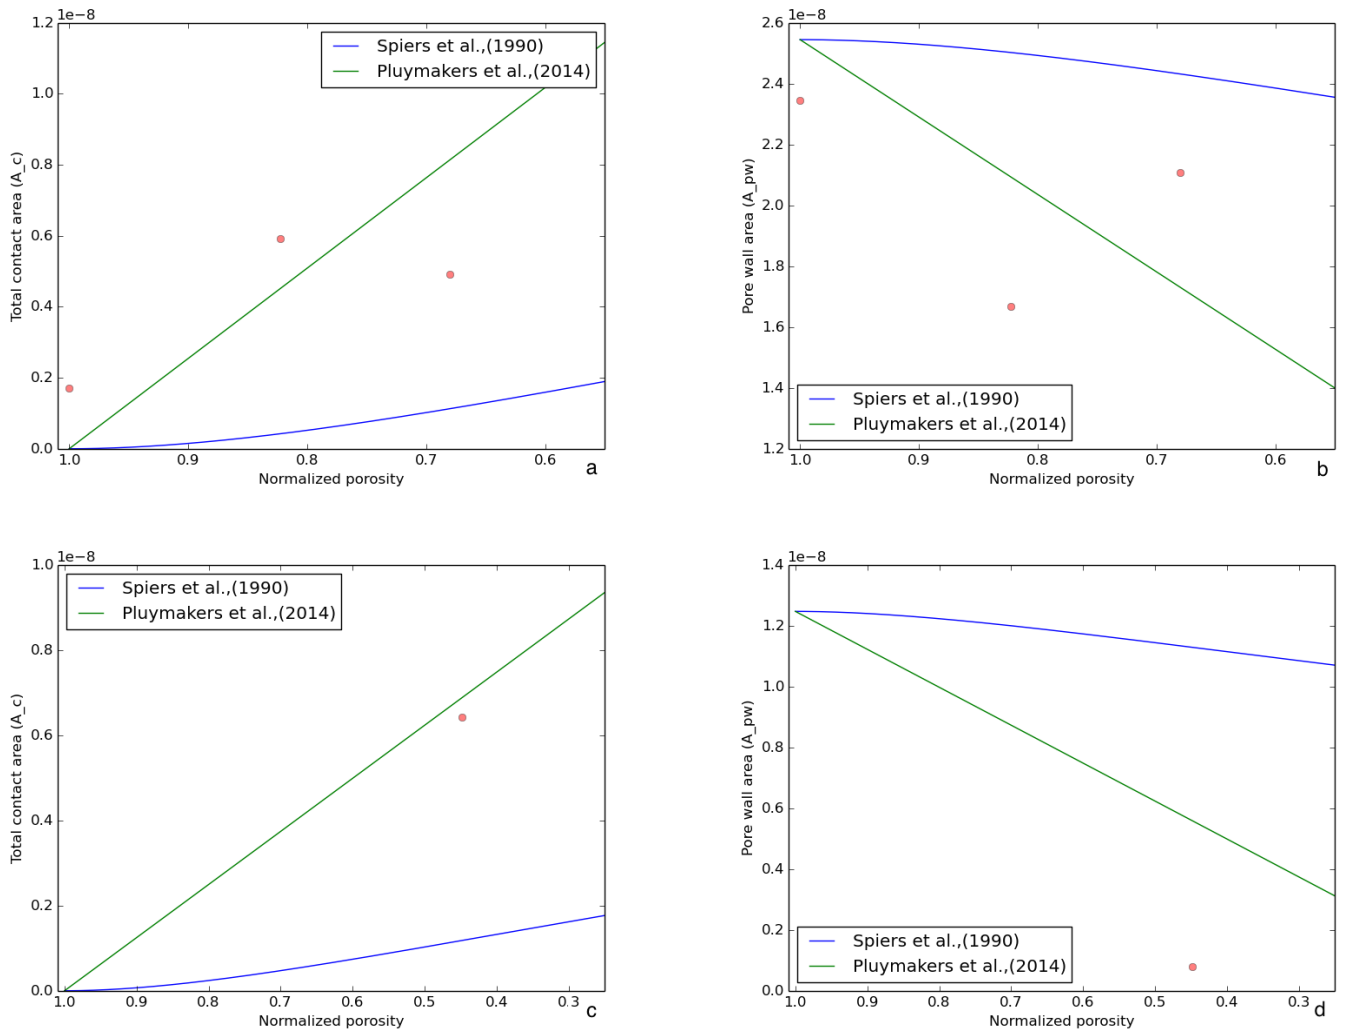 1e−8
1.2
1.0
0.8
0.6
0.4
0.2
0.0
Total contact area (A_c)
Spiers et al.,(1990)
Pluymakers et al.,(2014)
1.0 0.9 0.8 0.7 0.6
Normalized porosity
a
1e−8
2.6
2.4
2.2
2.0
1.8
1.6
1.4
1.2
Pore wall area (A_pw)
Spiers et al.,(1990)
Pluymakers et al.,(2014)
1.0 0.9 0.8 0.7 0.6
Normalized porosity
b
1e−8
1.0
0.8
0.6
0.4
0.2
0.0
Total contact area (A_c)
Spiers et al.,(1990)
Pluymakers et al.,(2014)
1.0 0.9 0.8 0.7 0.6 0.5 0.4 0.3
Normalized porosity
c
1e−8
1.4
1.2
1.0
0.8
0.6
0.4
0.2
0.0
Pore wall area (A_pw)
Spiers et al.,(1990)
Pluymakers et al.,(2014)
1.0 0.9 0.8 0.7 0.6 0.5 0.4 0.3
Normalized porosity
d